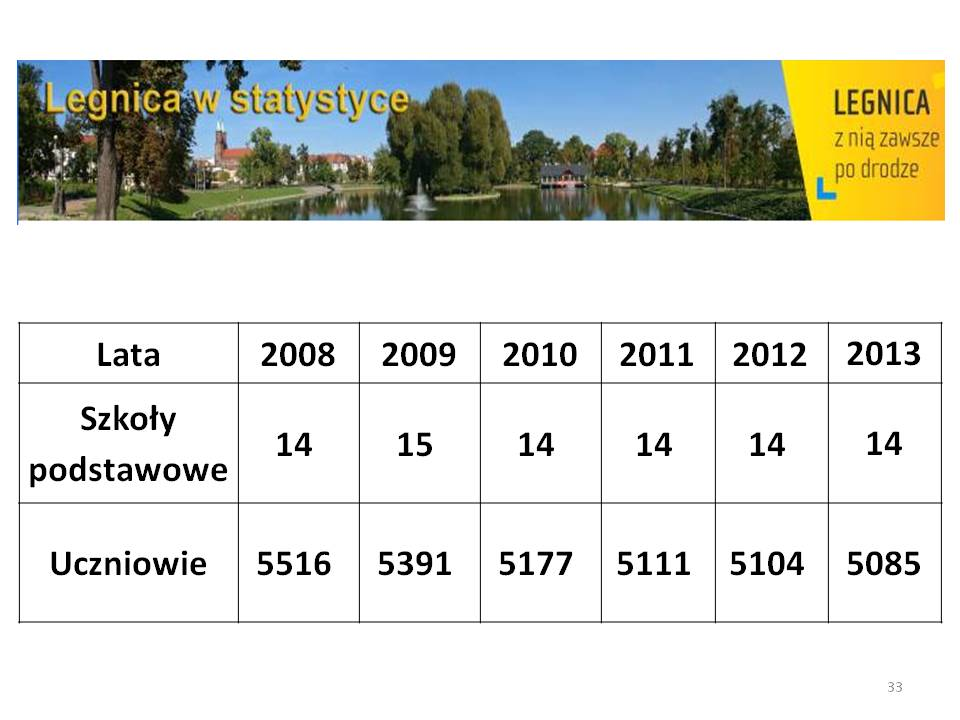 Legnica w statystyce
LEGNICA
z nią zawsze
po drodze
Lata 2008 2009 2010 2011 2012 2013
Szkoły
podstawowe 14 15 14 14 14 14
Uczniowie 5516 5391 5177 5111 5104 5085
33